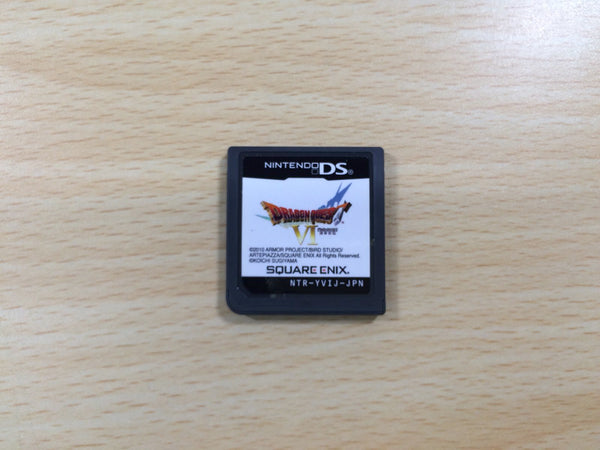 NINTENDO DS
DRAGON QUEST
VI
©2010 ARMOR PROJECT/BIRD STUDIO/
ARTEPIAZZA/SQUARE ENIX All Rights Reserved.
©KOICHI SUGIYAMA
SQUARE ENIX.
NTR-YVIJ-JPN